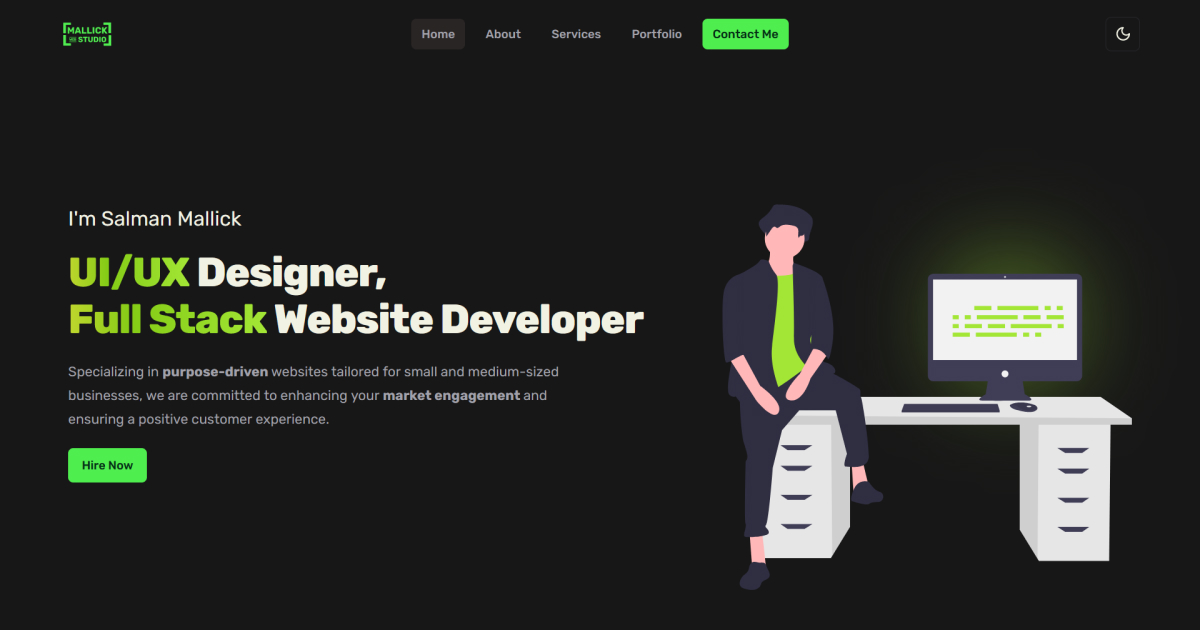 MALLICK
STUDIO
Home
About
Services
Portfolio
Contact Me
I'm Salman Mallick
UI/UX Designer,
Full Stack Website Developer
Specializing in purpose-driven websites tailored for small and medium-sized
businesses, we are committed to enhancing your market engagement and
ensuring a positive customer experience.
Hire Now